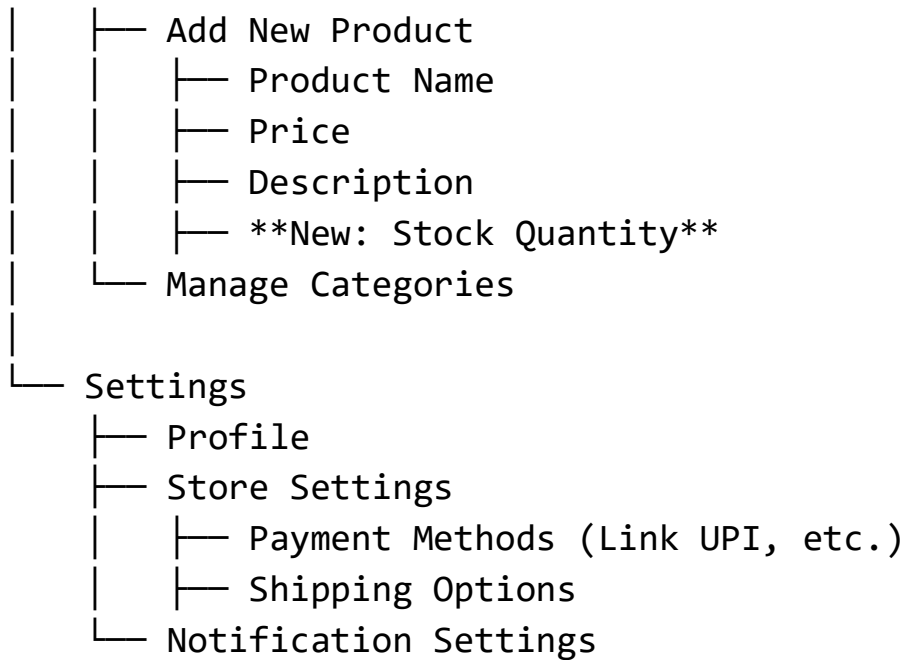 │   ├── Add New Product
│   │   ├── Product Name
│   │   ├── Price
│   │   ├── Description
│   │   ├── **New: Stock Quantity**
│   └── Manage Categories
│
└── Settings
    ├── Profile
    ├── Store Settings
    │   ├── Payment Methods (Link UPI, etc.)
    │   ├── Shipping Options
    └── Notification Settings